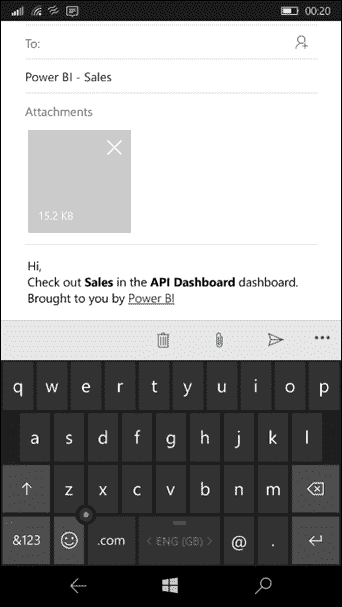 00:20
To:
Power BI - Sales
Attachments
15.2 KB
Hi,
Check out Sales in the API Dashboard dashboard.
Brought to you by Power BI
q w e r t y u i o p
a s d f g h j k l
z x c v b n m
&123 .com < ENG (GB) > @ .